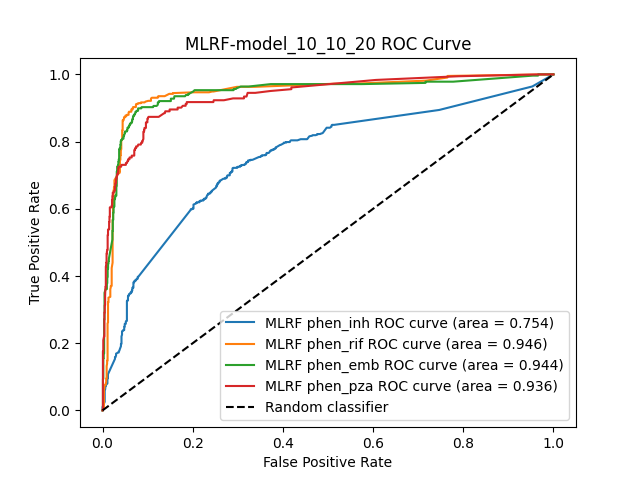 MLRF-model_10_10_20 ROC Curve
True Positive Rate
1.0
0.8
0.6
0.4
0.2
0.0
MLRF phen_inh ROC curve (area = 0.754)
MLRF phen_rif ROC curve (area = 0.946)
MLRF phen_emb ROC curve (area = 0.944)
MLRF phen_pza ROC curve (area = 0.936)
Random classifier
0.0 0.2 0.4 0.6 0.8 1.0
False Positive Rate